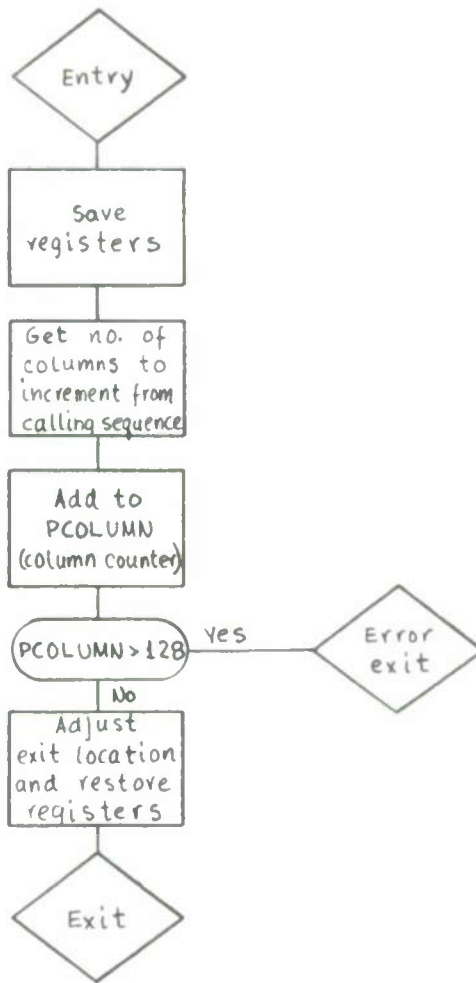 Entry
Save
registers
Get no. of
columns to
increment from
calling sequence
Add to
PCOLUMN
(column counter)
PCOLUMN > 128
Yes
Error
exit
No
Adjust
exit location
and restore
registers
Exit